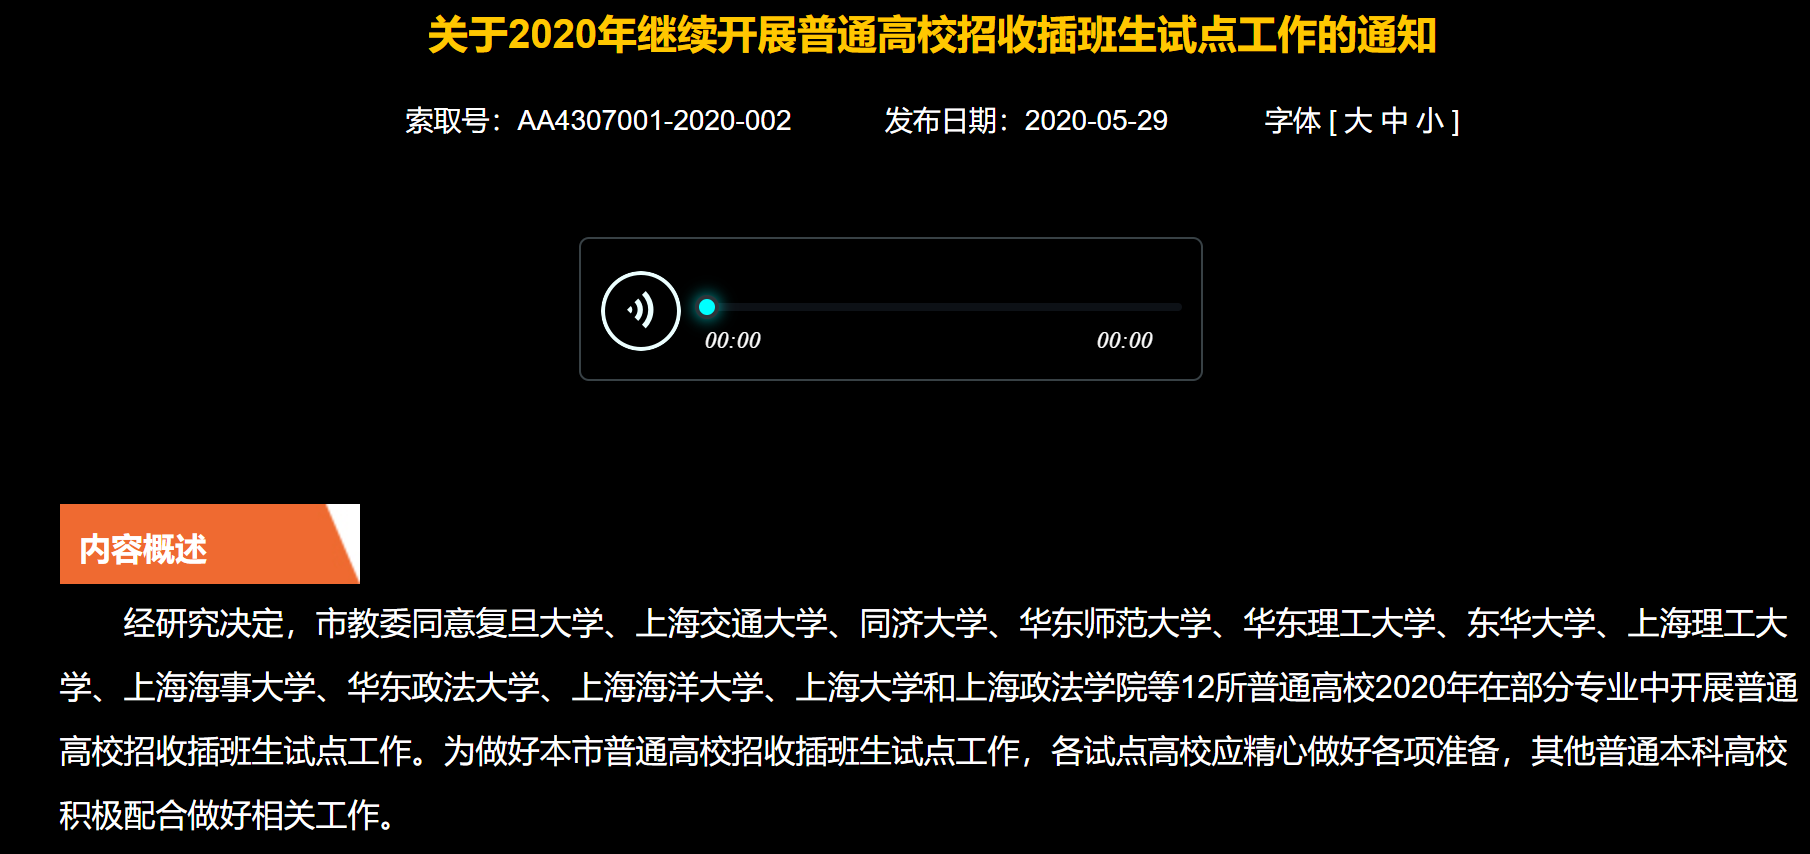 关于2020年继续开展普通高校招收插班生试点工作的通知
索取号：AA4307001-2020-002 发布日期：2020-05-29 字体 [ 大 中 小 ]
00:00 00:00
内容概述
经研究决定，市教委同意复旦大学、上海交通大学、同济大学、华东师范大学、华东理工大学、东华大学、上海理工大
学、上海海事大学、华东政法大学、上海海洋大学、上海大学和上海政法学院等12所普通高校2020年在部分专业中开展普通
高校招收插班生试点工作。为做好本市普通高校招收插班生试点工作，各试点高校应精心做好各项准备，其他普通本科高校
积极配合做好相关工作。